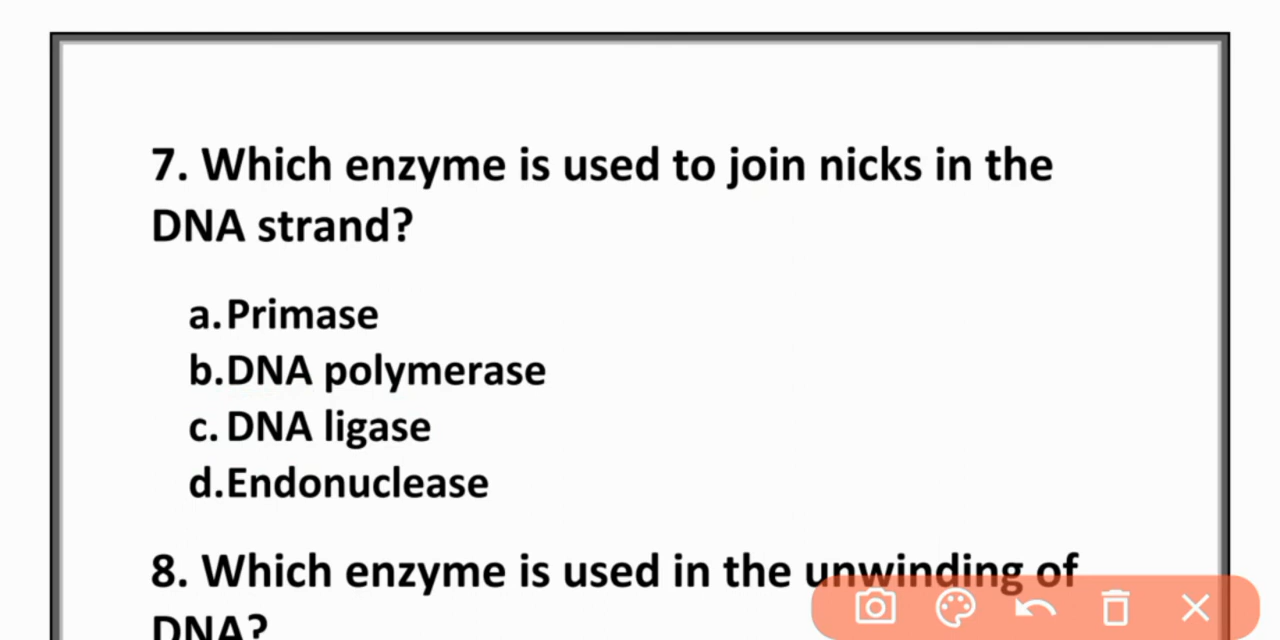 7. Which enzyme is used to join nicks in the
DNA strand?
a. Primase
b. DNA polymerase
c. DNA ligase
d. Endonuclease
8. Which enzyme is used in the unwinding of
DNA?